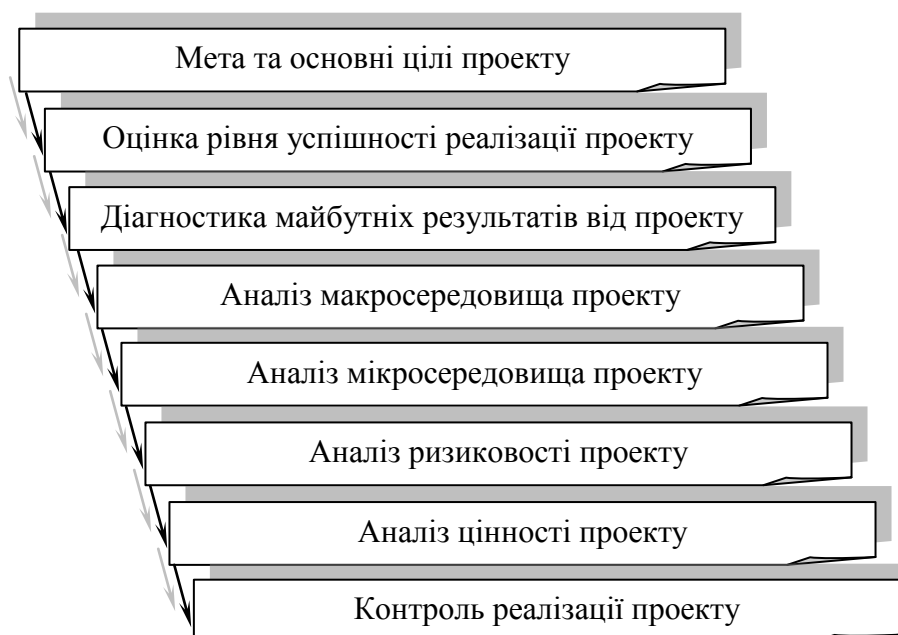 Мета та основні цілі проекту
Оцінка рівня успішності реалізації проекту
Діагностика майбутніх результатів від проекту
Аналіз макросередовища проекту
Аналіз мікросередовища проекту
Аналіз ризиковості проекту
Аналіз цінності проекту
Контроль реалізації проекту